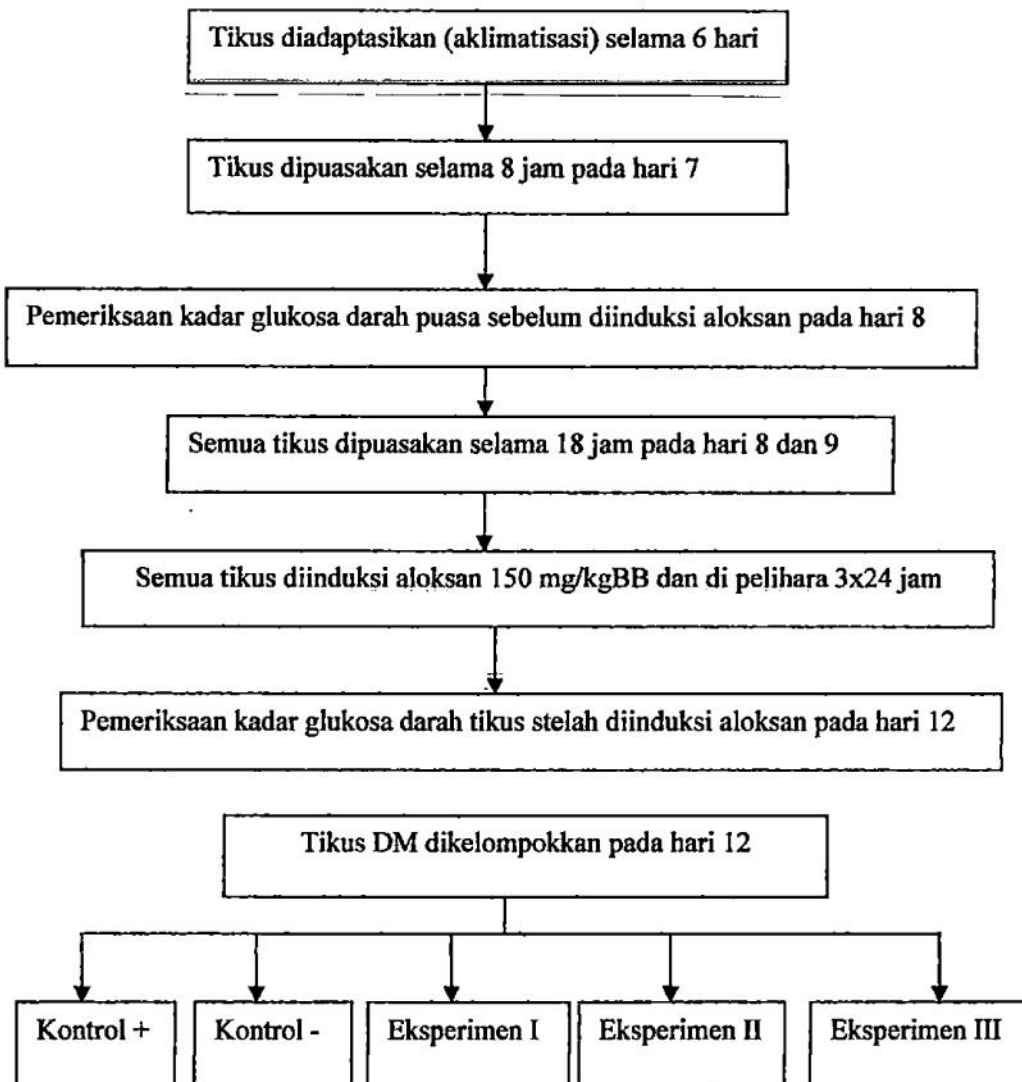 Tikus diadaptasikan (aklimatisasi) selama 6 hari
Tikus dipuasakan selama 8 jam pada hari 7
Pemeriksaan kadar glukosa darah puasa sebelum diinduksi aloksan pada hari 8
Semua tikus dipuasakan selama 18 jam pada hari 8 dan 9
Semua tikus diinduksi aloksan 150 mg/kgBB dan di pelihara 3x24 jam
Pemeriksaan kadar glukosa darah tikus stelah diinduksi aloksan pada hari 12
Tikus DM dikelompokkan pada hari 12
Kontrol +
Kontrol -
Eksperimen I
Eksperimen II
Eksperimen III